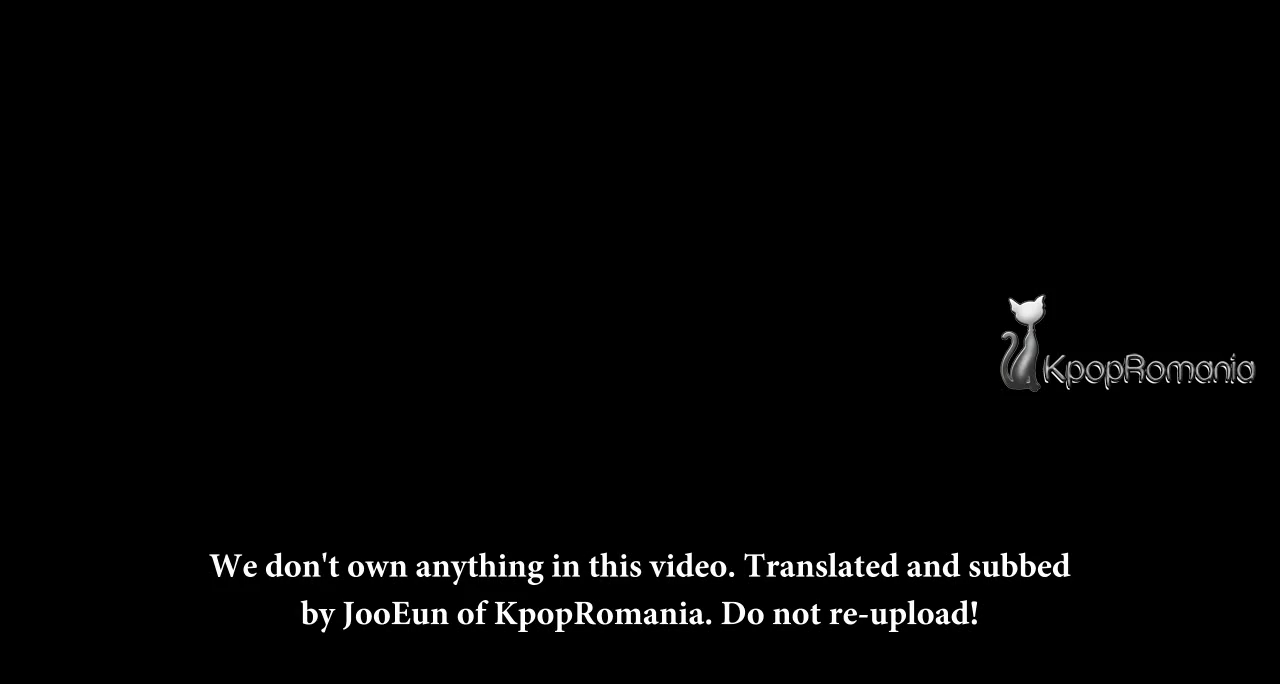 KpopRomania
We don't own anything in this video. Translated and subbed
by JooEun of KpopRomania. Do not re-upload!